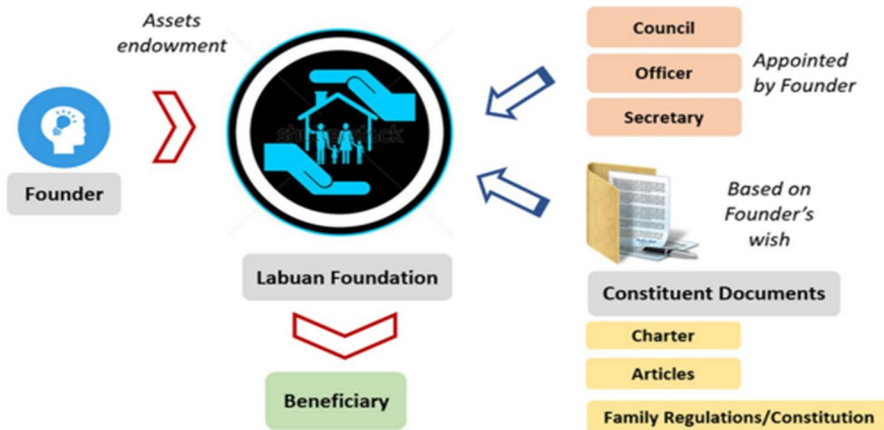 Assets
endowment
Founder
shutterstock
Labuan Foundation
Beneficiary
Council
Officer
Secretary
Appointed
by Founder
Based on
Founder's
wish
Constituent Documents
Charter
Articles
Family Regulations/Constitution